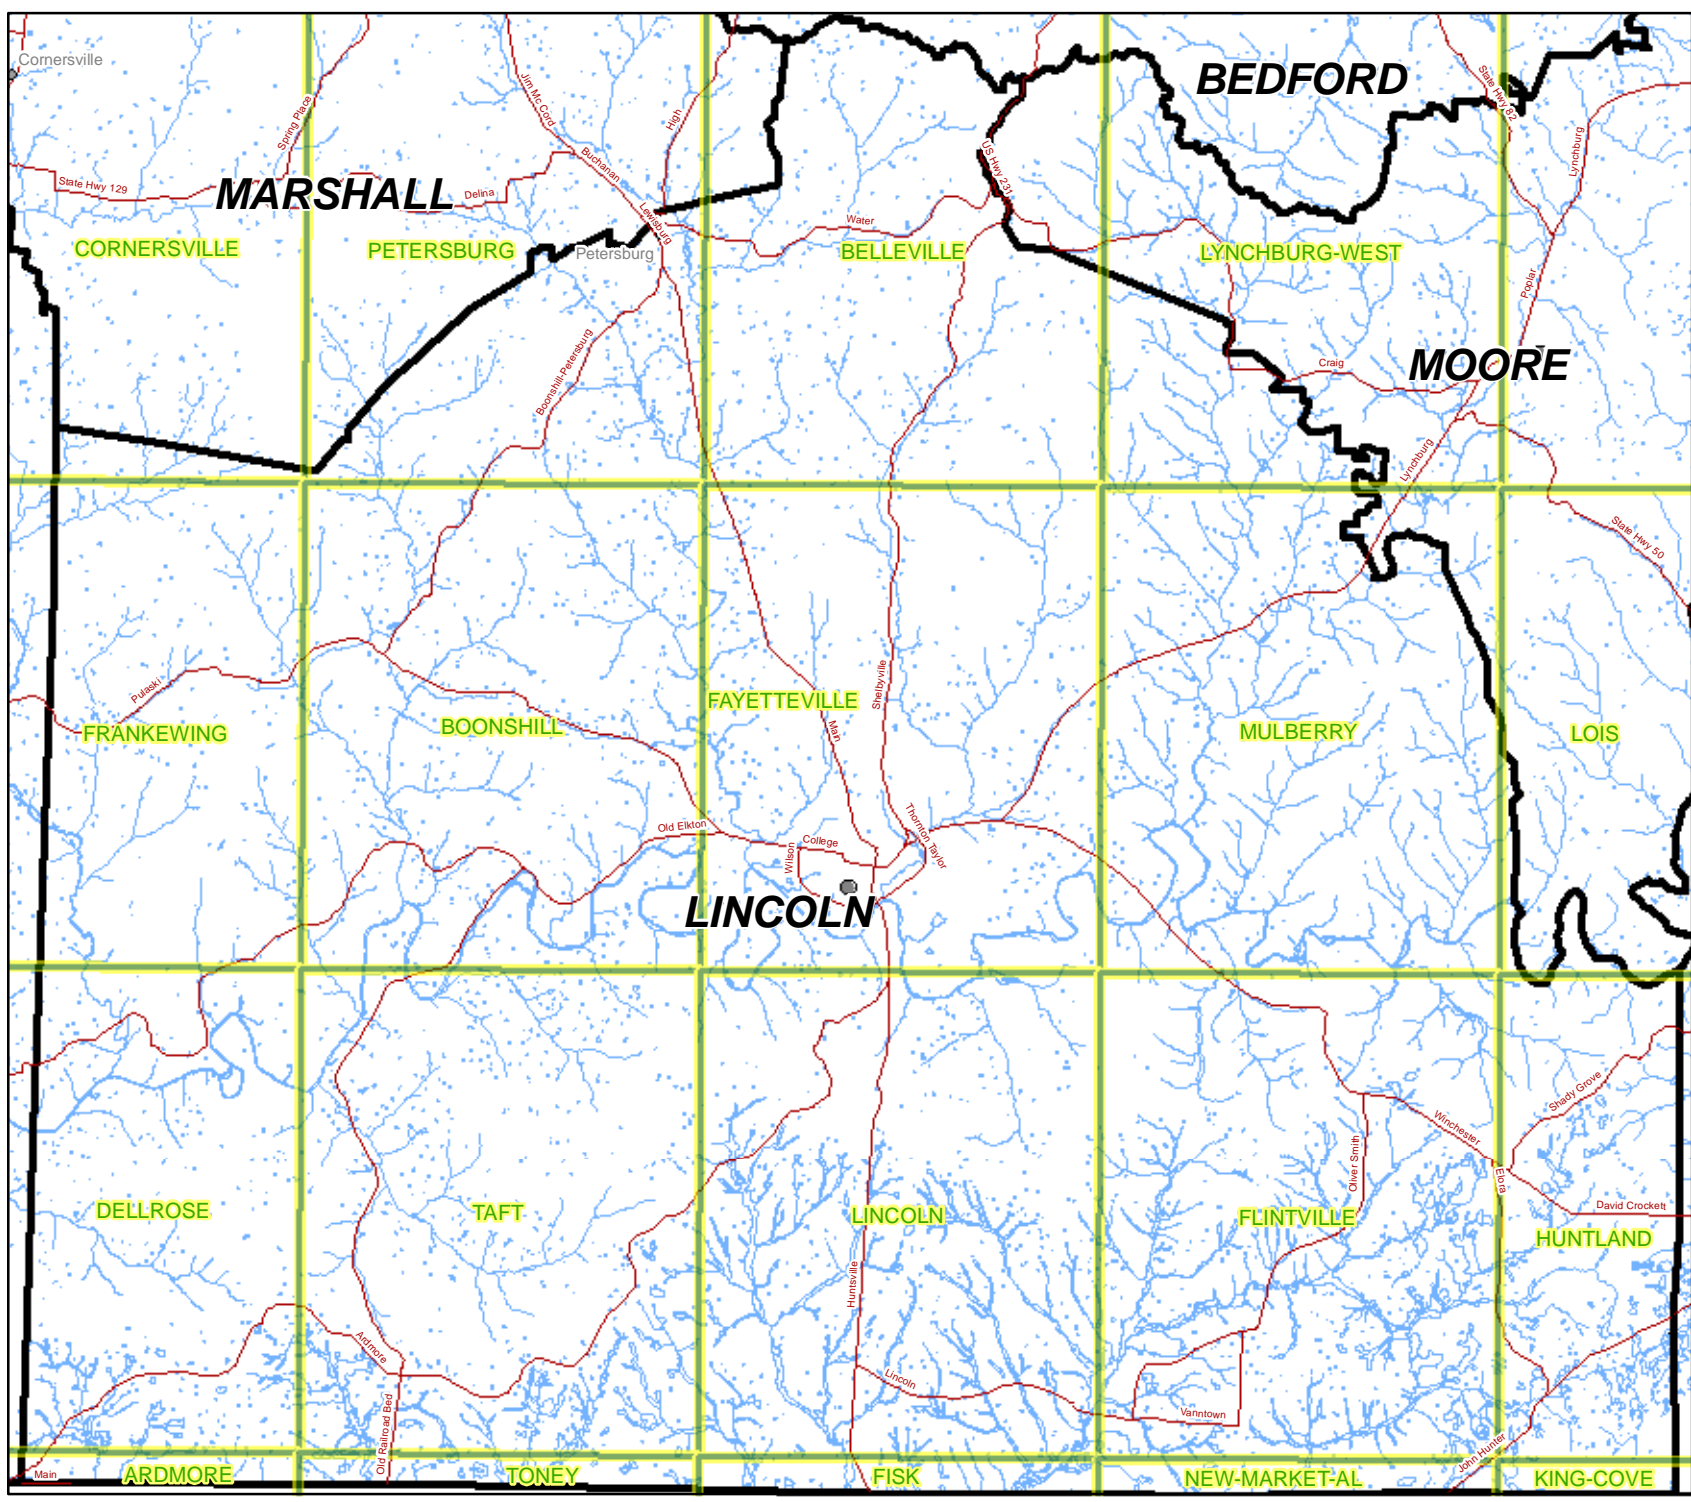 Cornersville
BEDFORD
State Hwy 82
Jim Mc Cord
High
Spring Place
Lynchburg
Buchanan
US Hwy 231
State Hwy 129
MARSHALL
Delina
Lewisburg
Water
CORNERSVILLE
PETERSBURG
Petersburg
BELLEVILLE
LYNCHBURG-WEST
Poplar
Boonshill-Petersburg
Craig
MOORE
Lynchburg
State Hwy 50
Pulaski
Shelbyville
FAYETTEVILLE
Main
FRANKEWING
BOONSHILL
MULBERRY
LOIS
Old Elkton
College
Thornton Taylor
Wilson
LINCOLN
Shady Grove
Winchester
Oliver Smith
Elora
David Crockett
DELLROSE
TAFT
LINCOLN
FLINTVILLE
HUNTLAND
Huntsville
Ardmore
Lincoln
Old Railroad Bed
Vanntown
John Hunter
Main
ARDMORE
TONEY
FISK
NEW-MARKET-AL
KING-COVE